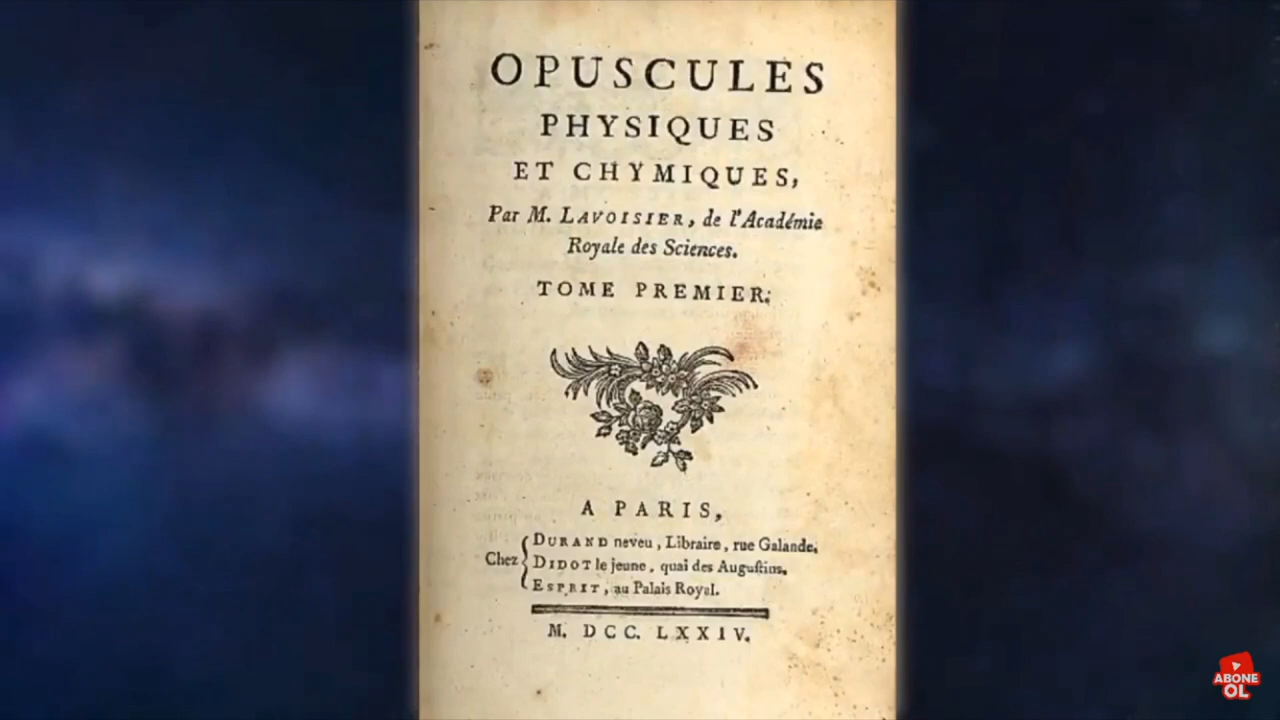 OPUSCULES
PHYSIQUES
ET CHYMIQUES,
Par M. LAVOISIER, de l'Académie
Royale des Sciences.
TOME PREMIER.
A PARIS,
Chez
DURAND neveu, Libraire, rue Galande.
DIDOT le jeune, quai des Auguſtins.
ESPRIT, au Palais Royal.
M. DCC. LXXIV.
ABONE
OL